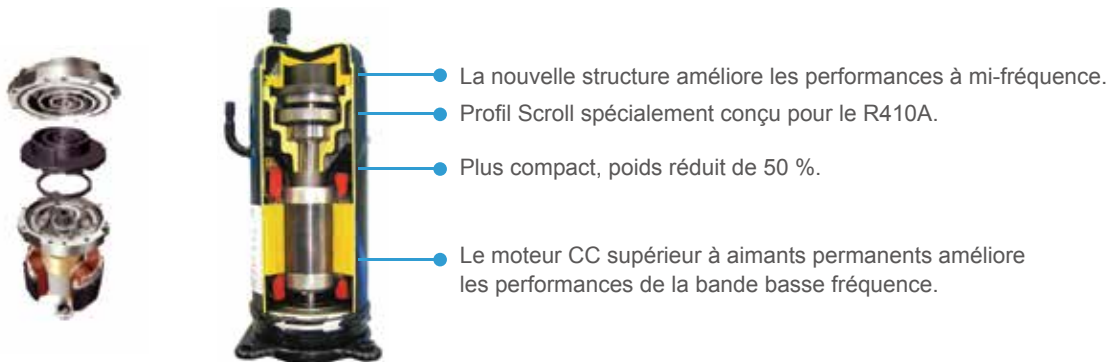 La nouvelle structure améliore les performances à mi-fréquence.
Profil Scroll spécialement conçu pour le R410A.
Plus compact, poids réduit de 50 %.
Le moteur CC supérieur à aimants permanents améliore
les performances de la bande basse fréquence.